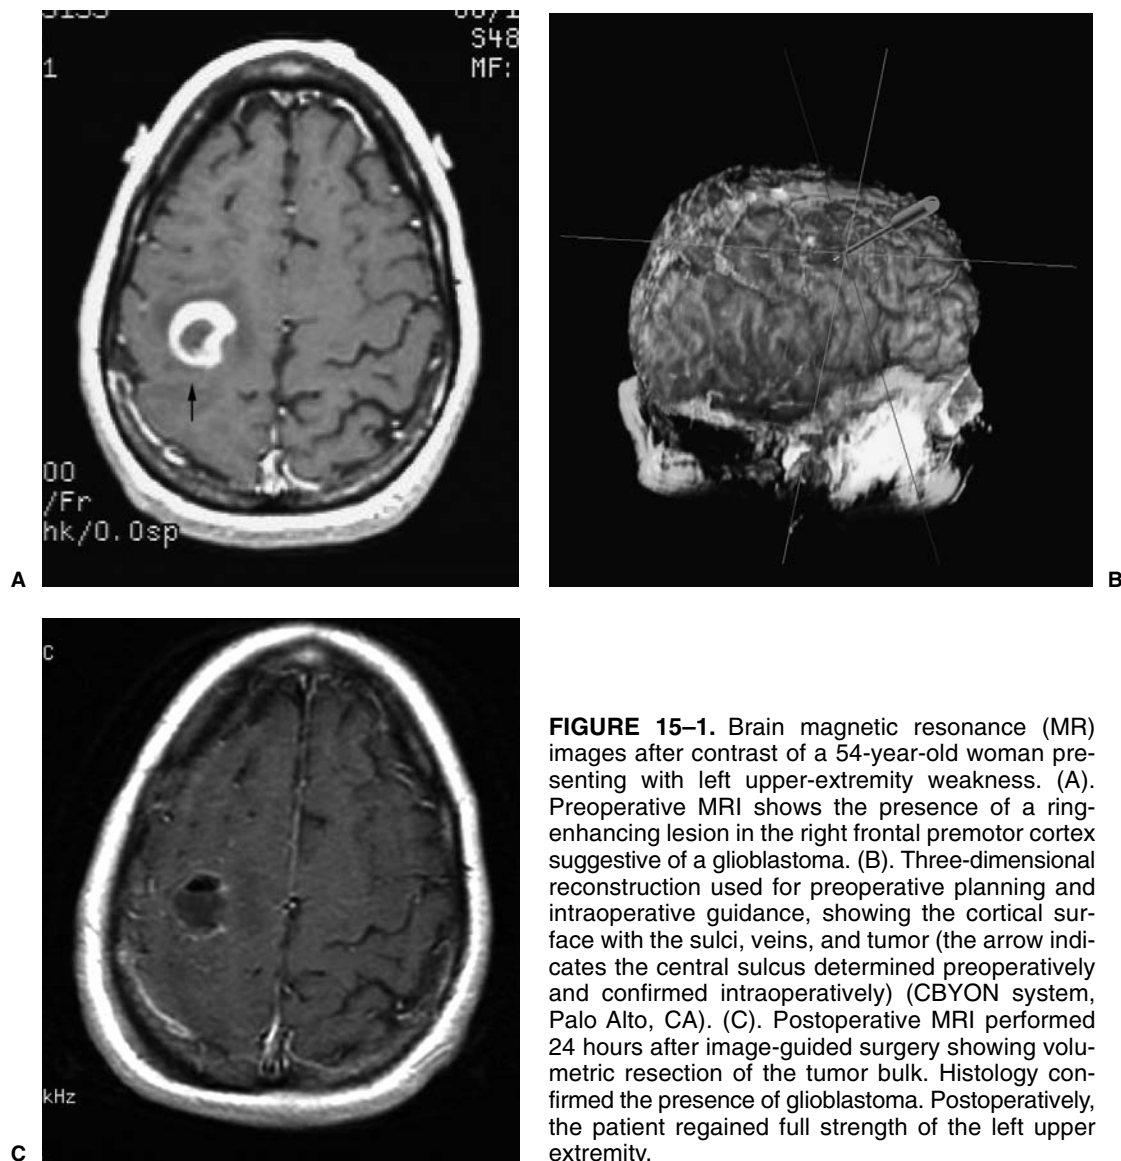 S48
1
MF:
00
/Fr
hk/0.0sp
A
B
C
kHz
C
FIGURE 15–1. Brain magnetic resonance (MR)
images after contrast of a 54-year-old woman pre-
senting with left upper-extremity weakness. (A).
Preoperative MRI shows the presence of a ring-
enhancing lesion in the right frontal premotor cortex
suggestive of a glioblastoma. (B). Three-dimensional
reconstruction used for preoperative planning and
intraoperative guidance, showing the cortical sur-
face with the sulci, veins, and tumor (the arrow indi-
cates the central sulcus determined preoperatively
and confirmed intraoperatively) (CBYON system,
Palo Alto, CA). (C). Postoperative MRI performed
24 hours after image-guided surgery showing volu-
metric resection of the tumor bulk. Histology con-
firmed the presence of glioblastoma. Postoperatively,
the patient regained full strength of the left upper
extremity.